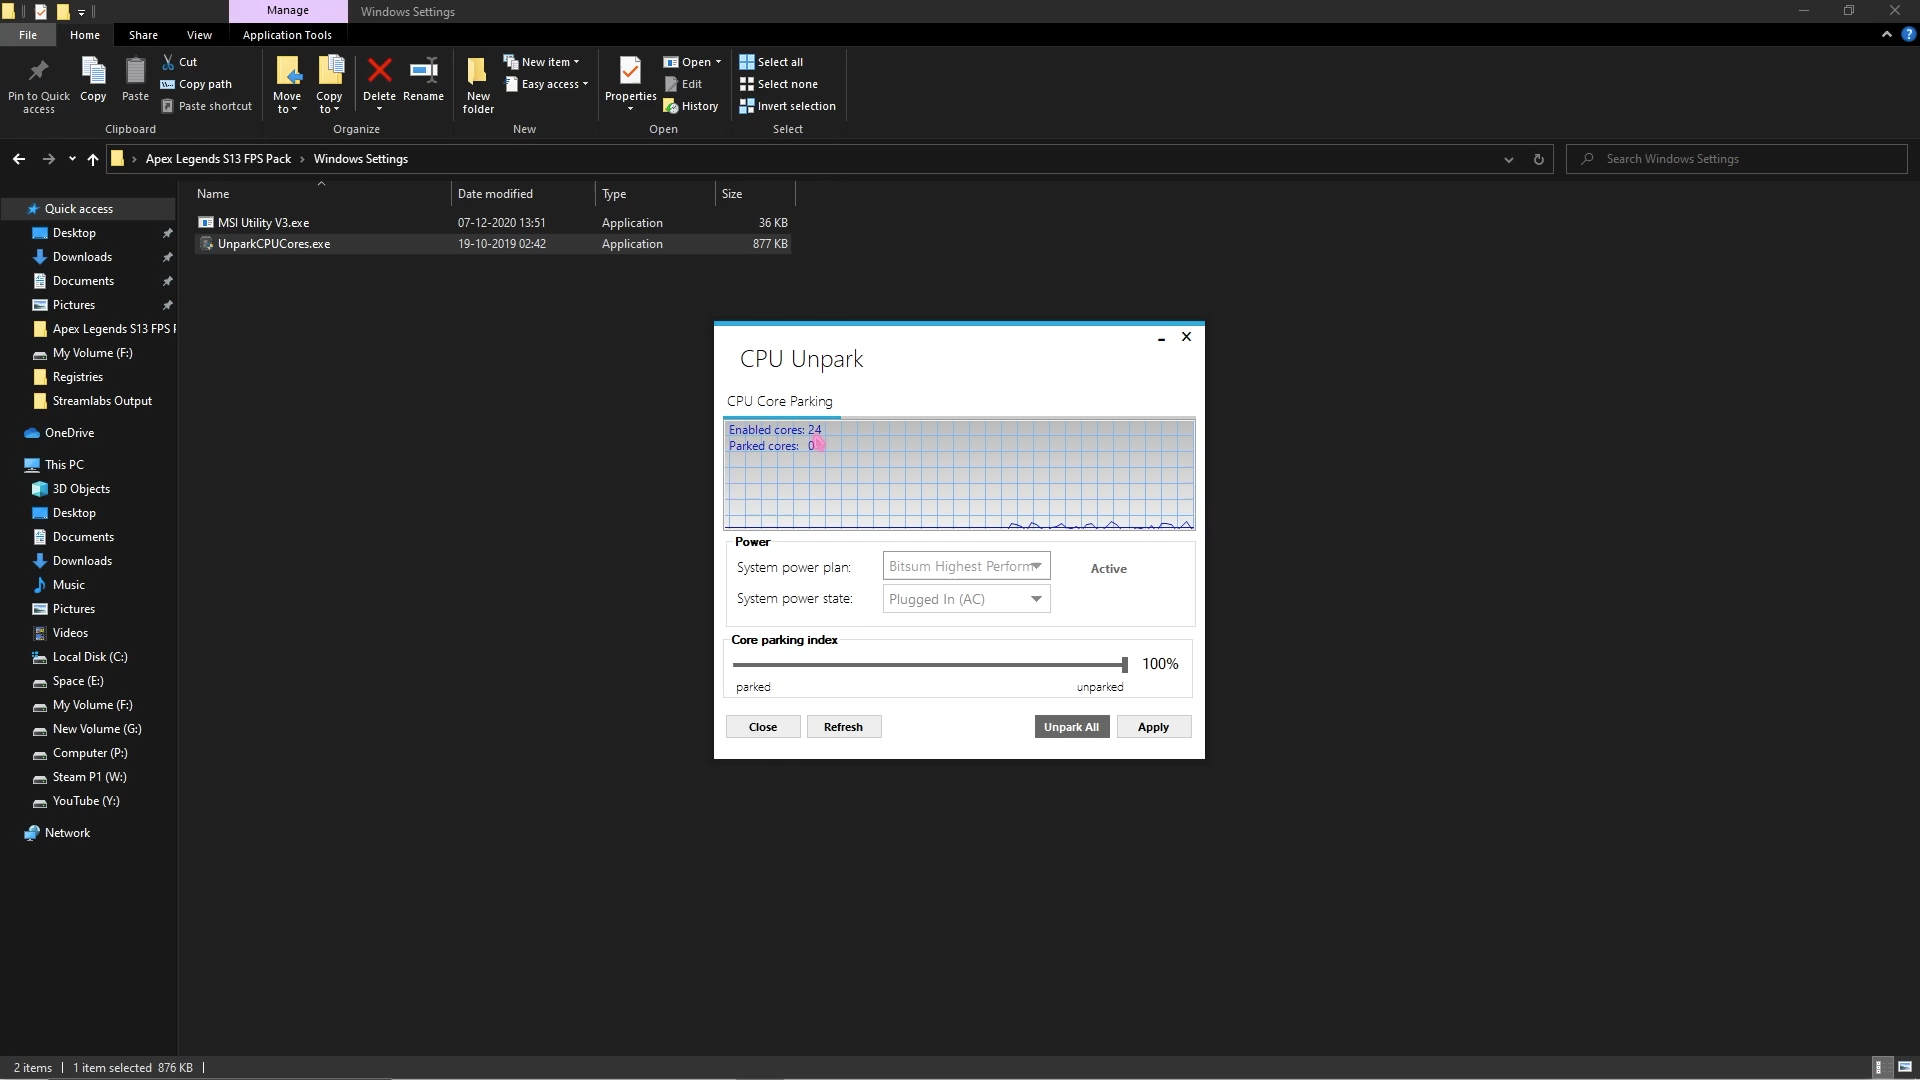 Manage
Windows Settings
File
Home
Share
View
Application Tools
Pin to Quick
access
Copy
Paste
Cut
Copy path
Paste shortcut
Clipboard
Move
to
Copy
to
Delete
Rename
Organize
New
folder
New item
Easy access
New
Properties
Open
Edit
History
Open
Select all
Select none
Invert selection
Select
Apex Legends S13 FPS Pack > Windows Settings
Search Windows Settings
Name
Date modified
Type
Size
MSI Utility V3.exe 07-12-2020 13:51 Application 36 KB
UnparkCPUCores.exe 19-10-2019 02:42 Application 877 KB
Quick access
Desktop
Downloads
Documents
Pictures
Apex Legends S13 FPS P
My Volume (F:)
Registries
Streamlabs Output
OneDrive
This PC
3D Objects
Desktop
Documents
Downloads
Music
Pictures
Videos
Local Disk (C:)
Space (E:)
My Volume (F:)
New Volume (G:)
Computer (P:)
Steam P1 (W:)
YouTube (Y:)
Network
CPU Unpark
CPU Core Parking
Enabled cores: 24
Parked cores: 0
Power
System power plan: Bitsum Highest Perform Active
System power state: Plugged In (AC)
Core parking index
100%
parked
unparked
Close
Refresh
Unpark All
Apply
2 items
1 item selected 876 KB